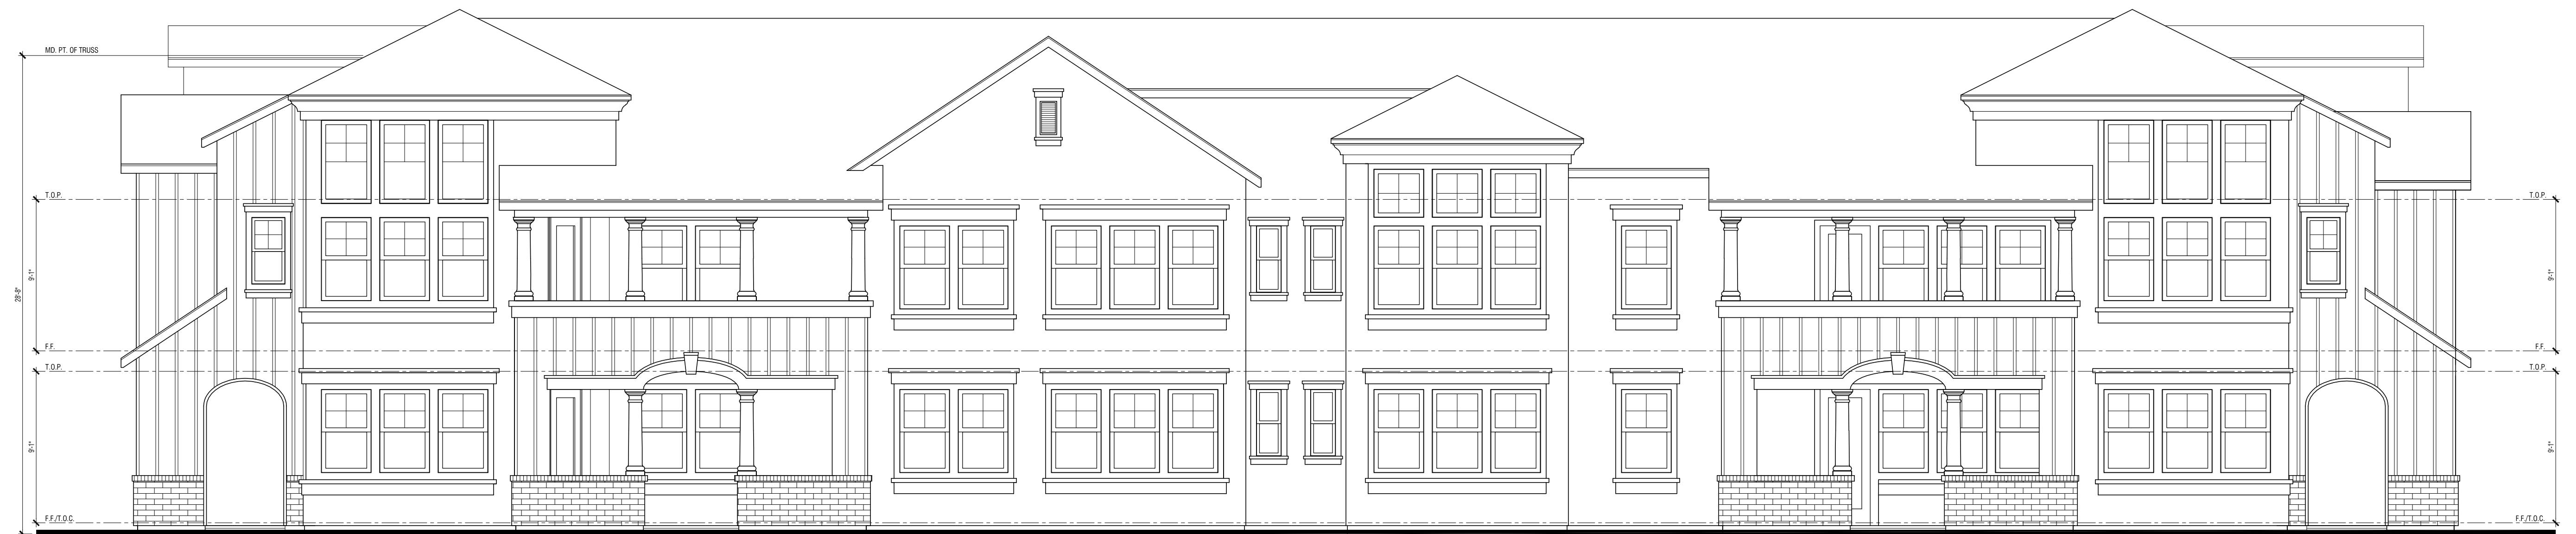 MD. PT. OF TRUSS
T.O.P.
T.O.P.
9'-1"
9'-1"
28'-8"
F.F.
F.F.
T.O.P.
T.O.P.
9'-1"
9'-1"
F.F./T.O.C.
F.F./T.O.C.